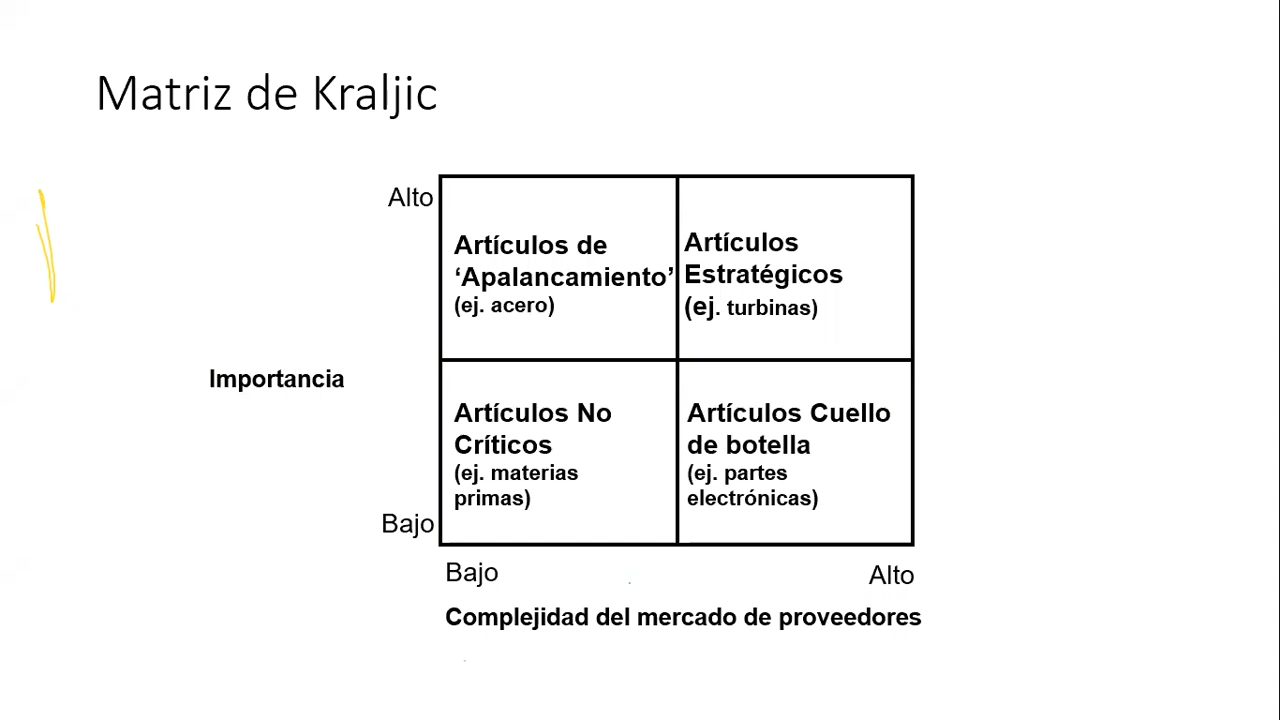 Matriz de Kraljic
Alto
Artículos de
‘Apalancamiento’
(ej. acero)
Artículos
Estratégicos
(ej. turbinas)
Importancia
Artículos No
Críticos
(ej. materias
primas)
Artículos Cuello
de botella
(ej. partes
electrónicas)
Bajo
Bajo
Alto
Complejidad del mercado de proveedores